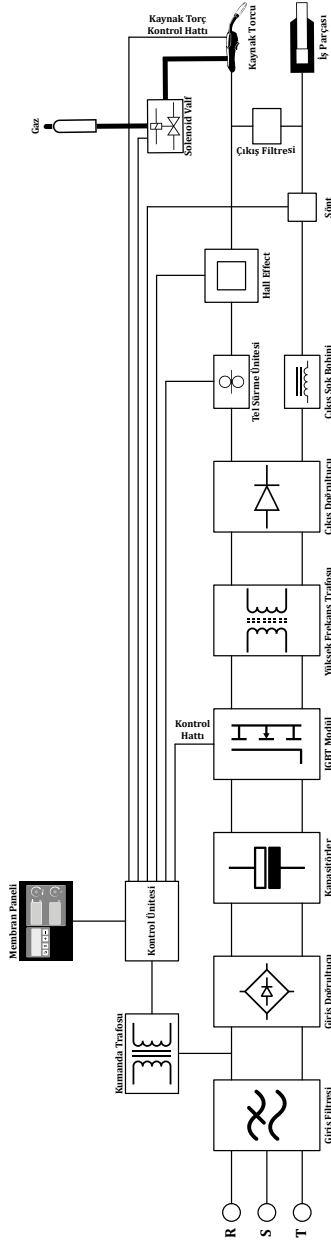 Gaz
Kaynak Torç
Kontrol Hattı
Solenoid Valf
Kaynak Torcu
İş Parçası
Çıkış Filtresi
Şönt
Hall Effect
Tel Sürme Ünitesi
Çıkış Şok Bobini
Çıkış Doğrultucu
Yüksek Frekans Trafosu
Kontrol
Hattı
IGBT Modül
Kapasitörler
Membran Paneli
Kontrol Ünitesi
Kumanda Trafosu
Giriş Doğrultucu
Giriş Filtresi
R
S
T